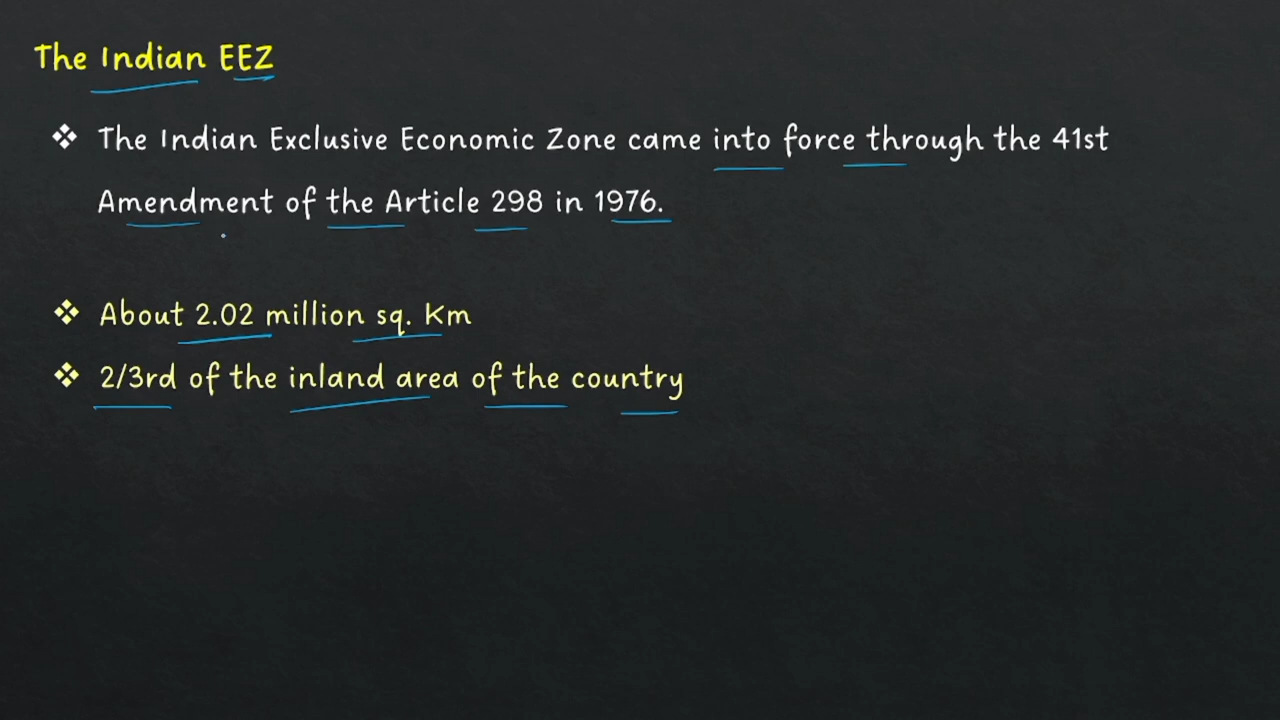 The Indian EEZ
❖ The Indian Exclusive Economic Zone came into force through the 41st
Amendment of the Article 298 in 1976.
❖ About 2.02 million sq. Km
❖ 2/3rd of the inland area of the country